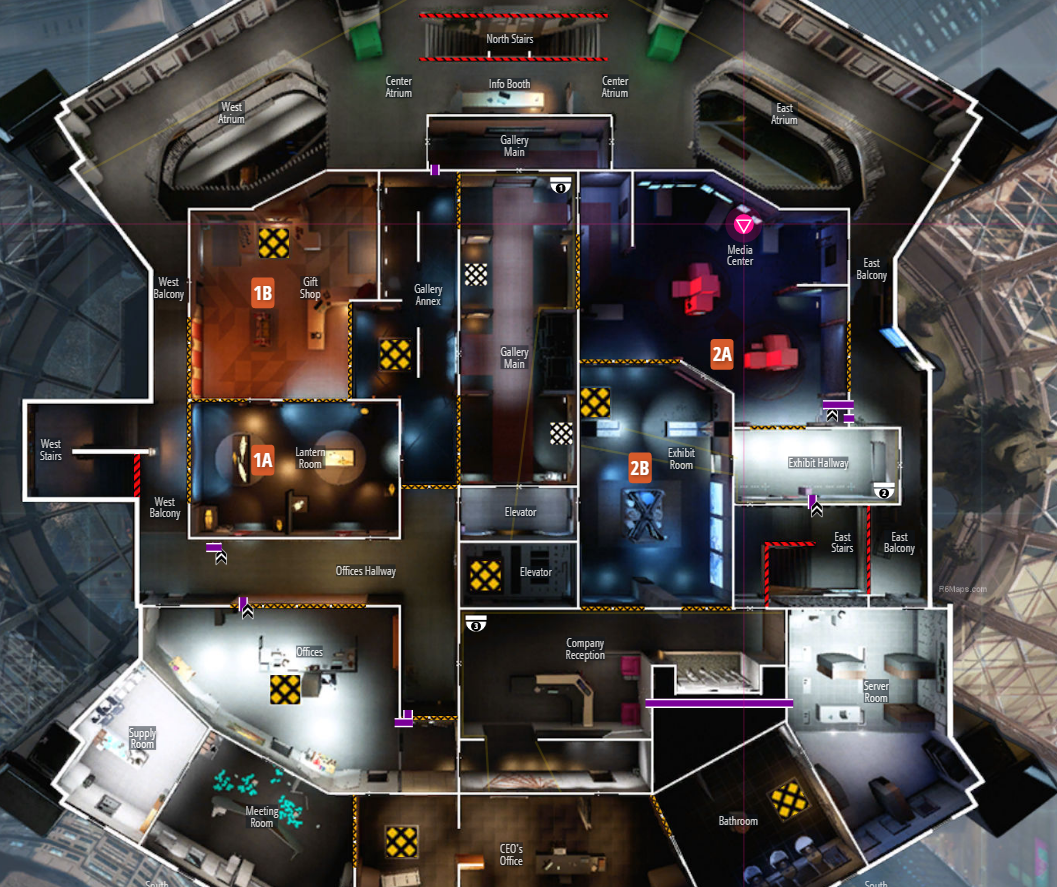 North Stairs
Center
Atrium
Info Booth
Center
Atrium
West
Atrium
East
Atrium
Gallery
Main
1
Media
Center
West
Balcony
1B
Gift
Shop
Gallery
Annex
East
Balcony
Gallery
Main
2A
West
Stairs
1A
Lantern
Room
2B
Exhibit
Room
Exhibit Hallway
2
West
Balcony
Elevator
East
Stairs
East
Balcony
Offices Hallway
Elevator
R6Maps.com
3
Offices
Company
Reception
Server
Room
Supply
Room
Meeting
Room
Bathroom
CEO's
Office
South
South